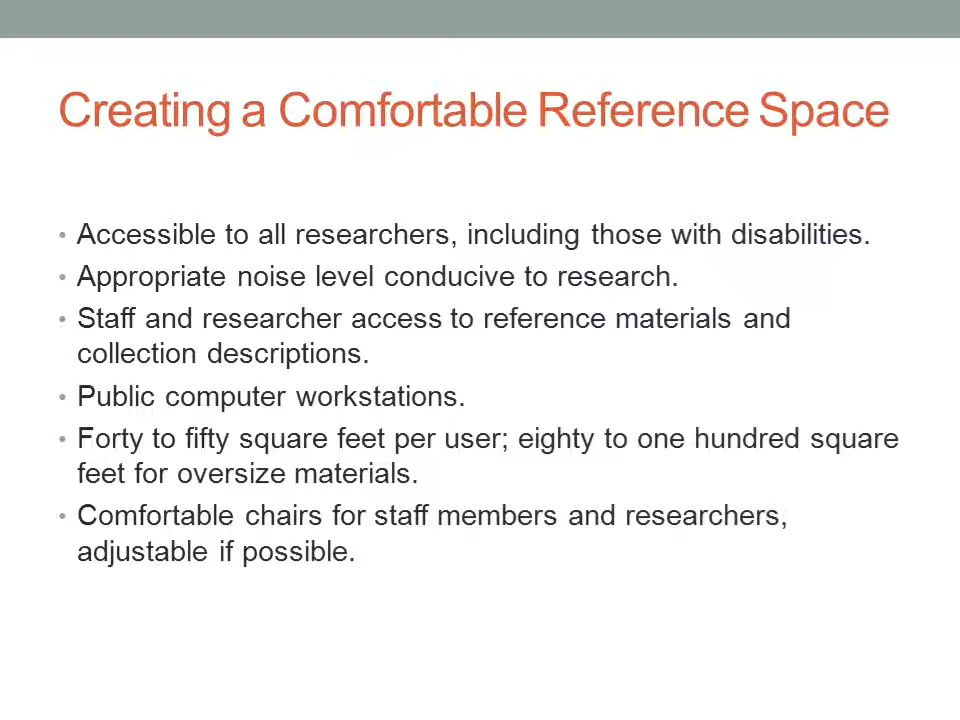 Creating a Comfortable Reference Space
• Accessible to all researchers, including those with disabilities.
• Appropriate noise level conducive to research.
• Staff and researcher access to reference materials and
collection descriptions.
• Public computer workstations.
• Forty to fifty square feet per user; eighty to one hundred square
feet for oversize materials.
• Comfortable chairs for staff members and researchers,
adjustable if possible.